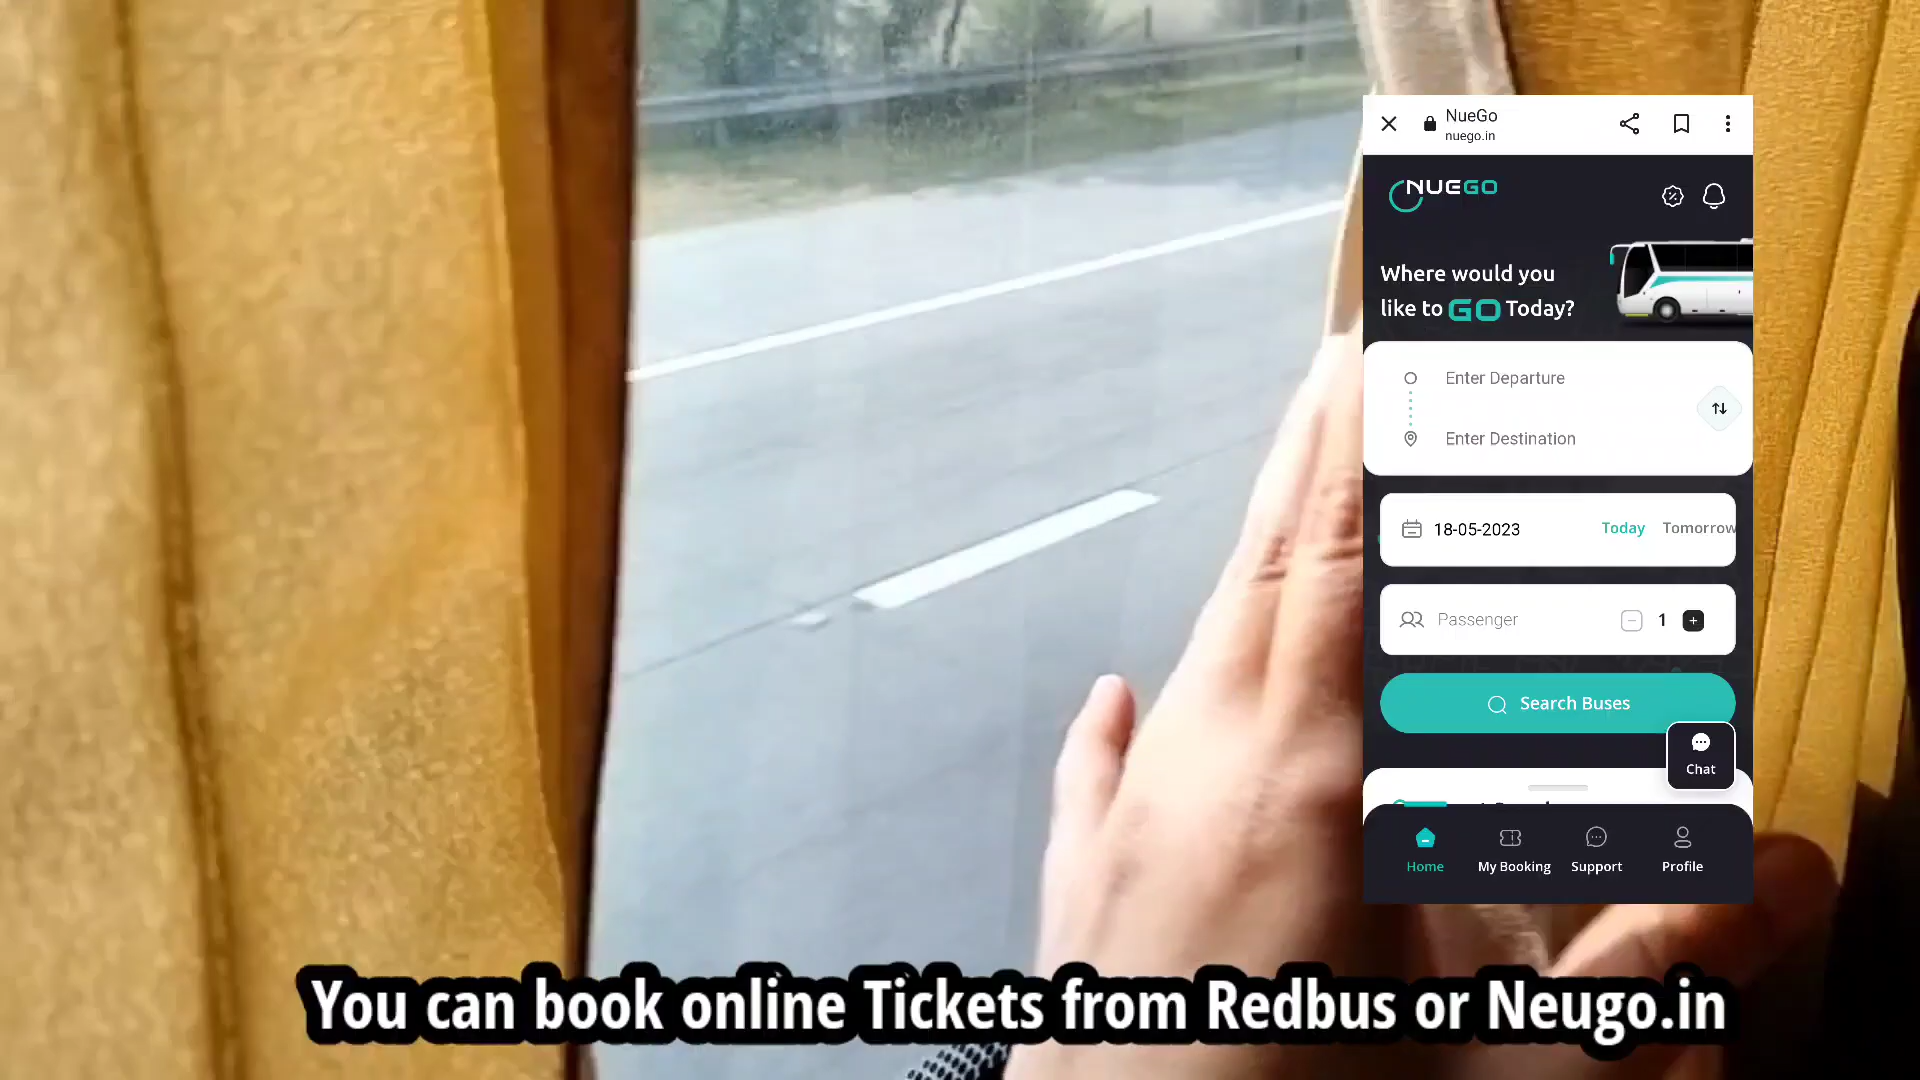 NueGo
nuego.in
NUEGO
Where would you
like to GO Today?
Enter Departure
Enter Destination
18-05-2023 Today Tomorrow
Passenger 1
Search Buses
Chat
Home My Booking Support Profile
You can book online Tickets from Redbus or Neugo.in